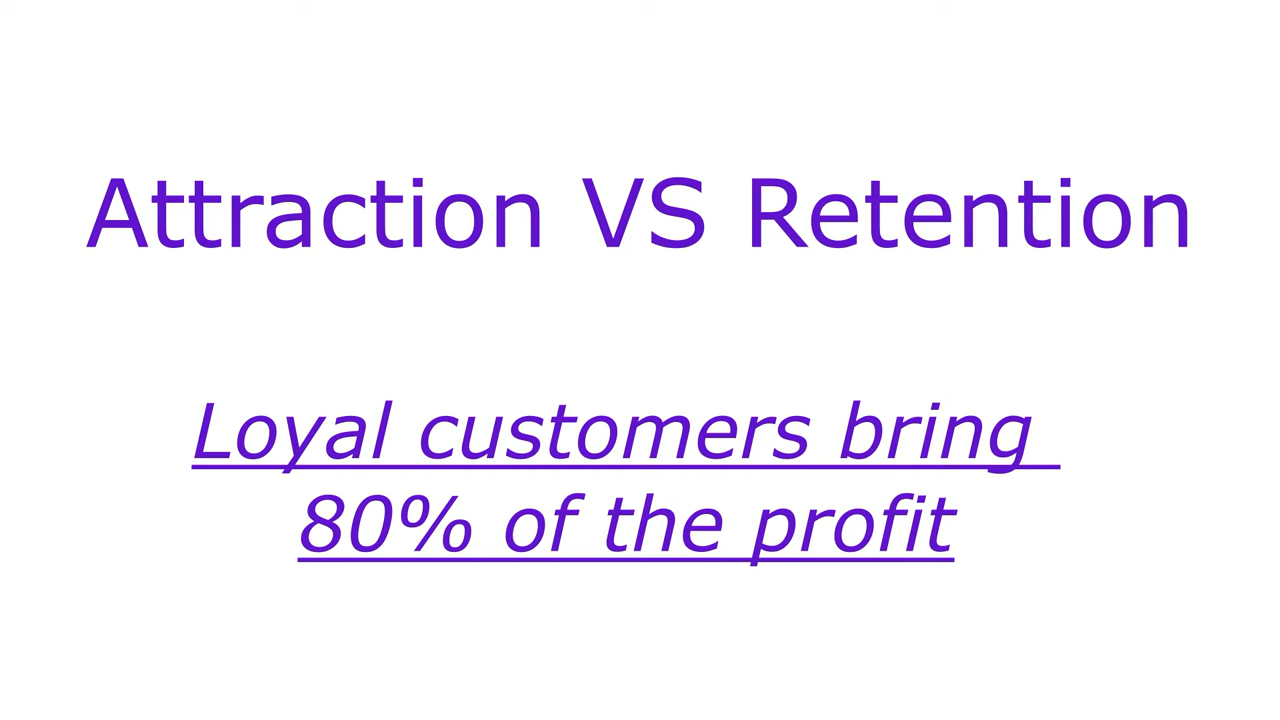 Attraction VS Retention
Loyal customers bring
80% of the profit